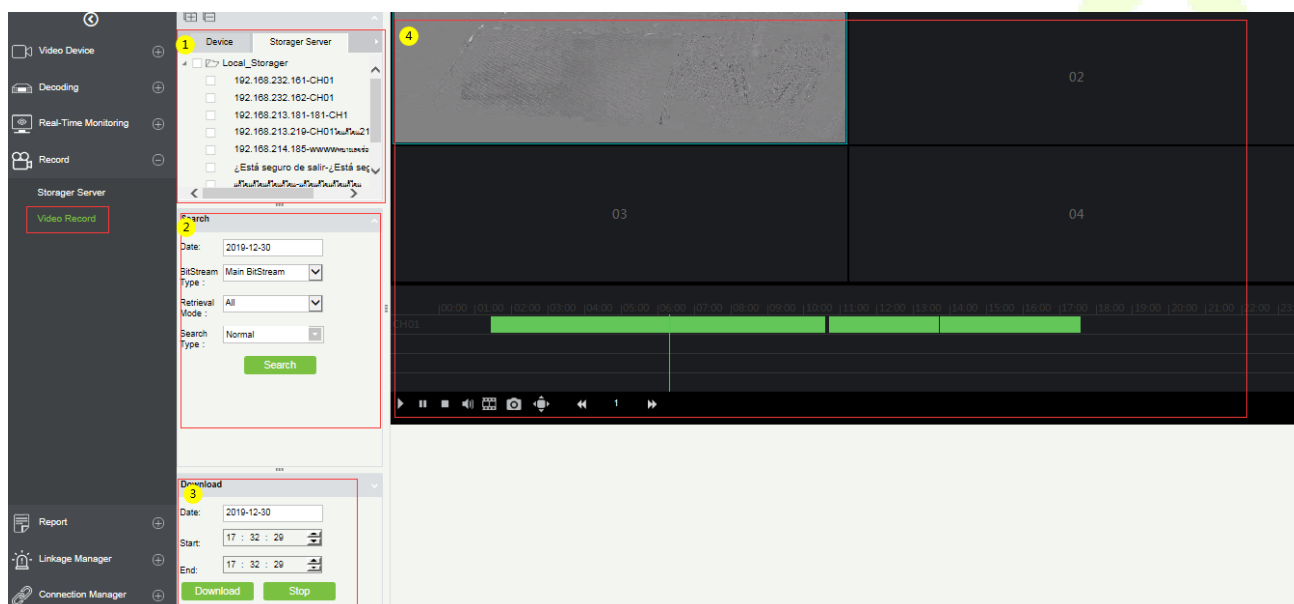 Video Device
Decoding
Real-Time Monitoring
Record
Storager Server
Video Record
Report
Linkage Manager
Connection Manager
1
Device
Storager Server
Local_Storager
192.168.232.161-CH01
192.168.232.162-CH01
192.168.213.181-181-CH1
192.168.213.219-CH01
192.168.214.185-wwww
¿Está seguro de salir-¿Está seg
Search
2
Date: 2019-12-30
BitStream Type : Main BitStream
Retrieval Mode : All
Search Type : Normal
Search
Download
3
Date: 2019-12-30
Start: 17 : 32 : 29
End: 17 : 32 : 29
Download Stop
4
02
03
04
00:00 01:00 02:00 03:00 04:00 05:00 06:00 07:00 08:00 09:00 10:00 11:00 12:00 13:00 14:00 15:00 16:00 17:00 18:00 19:00 20:00 21:00 22:00 23
CH01
1